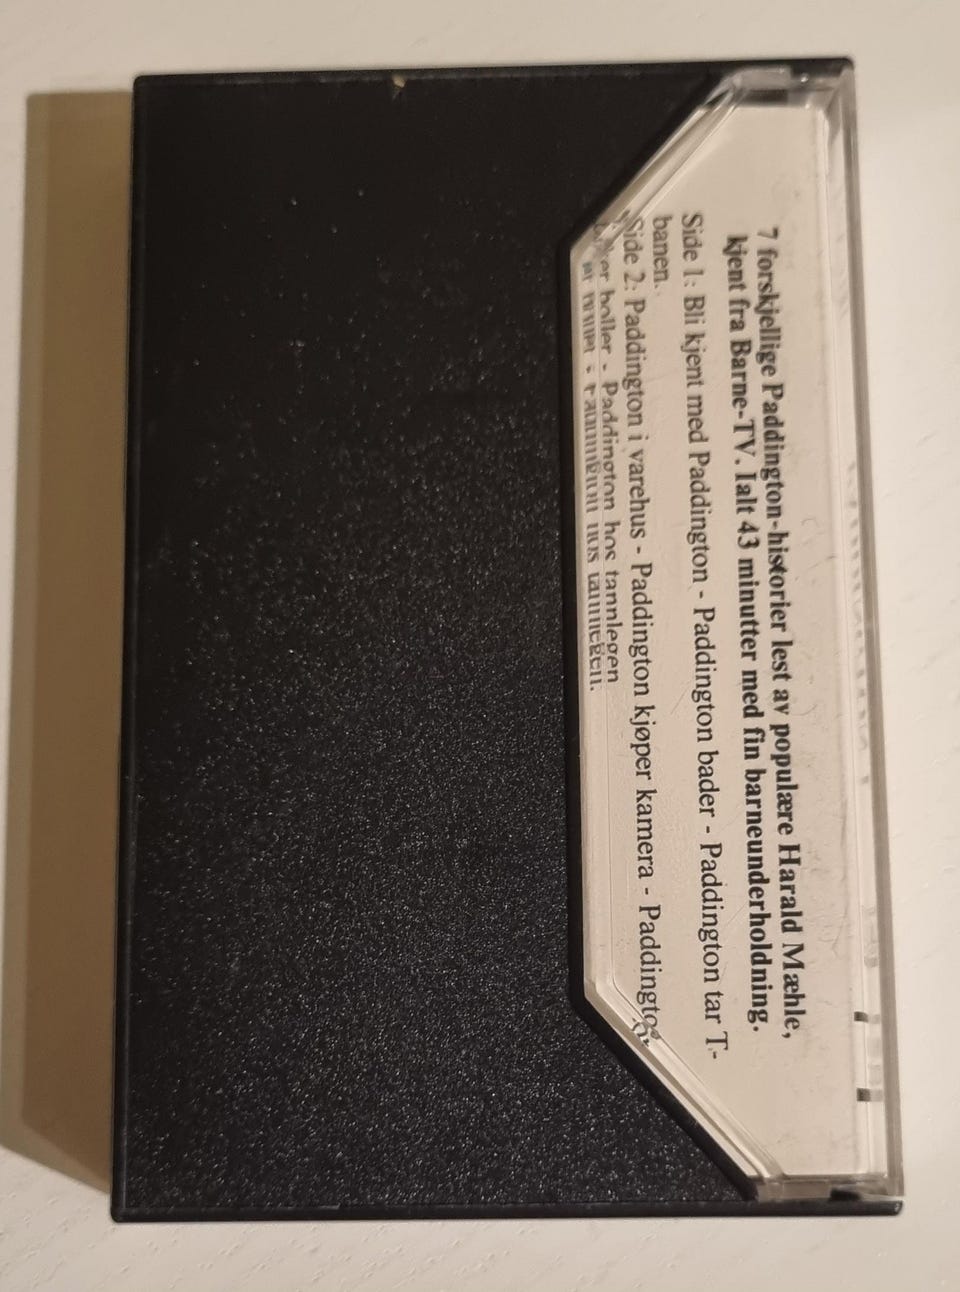 7 forskjellige Paddington-historier lest av populære Harald Mæhle,
kjent fra Barne-TV. Ialt 43 minutter med fin barneunderholdning.
Side 1: Bli kjent med Paddington - Paddington bader - Paddington tar T-
banen.
Side 2: Paddington i varehus - Paddington kjøper kamera - Paddington
boller - Paddington hos tannlegen